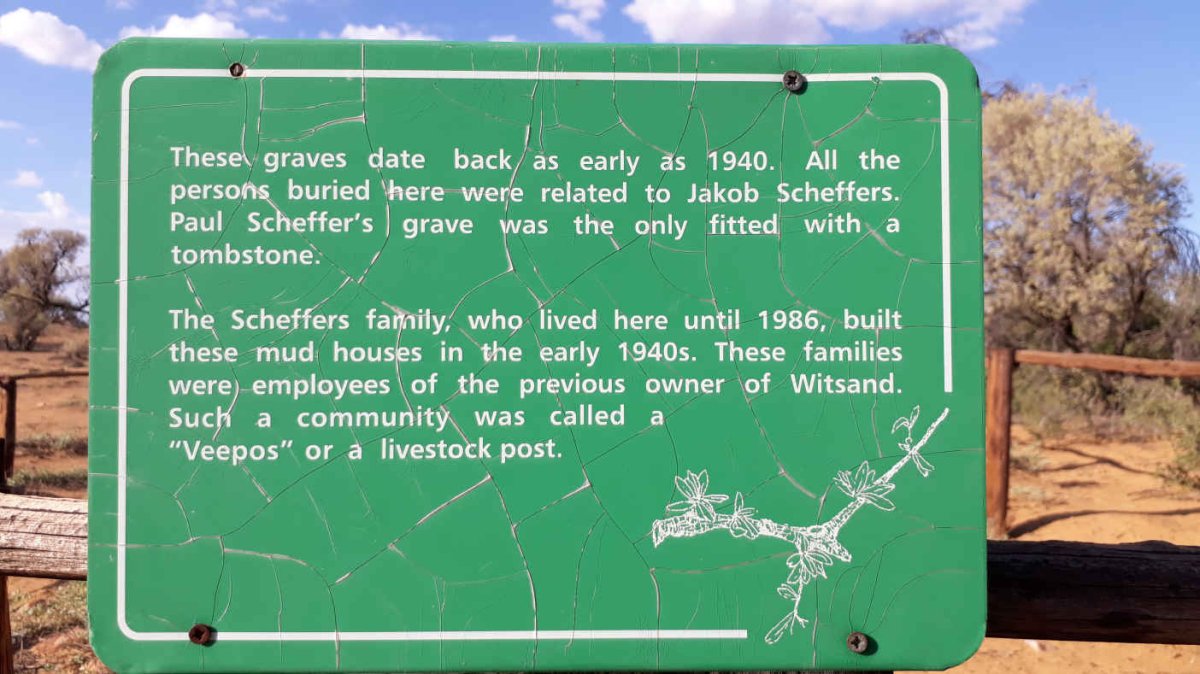 These graves date back as early as 1940. All the
persons buried here were related to Jakob Scheffers.
Paul Scheffer's grave was the only fitted with a
tombstone.
The Scheffers family, who lived here until 1986, built
these mud houses in the early 1940s. These families
were employees of the previous owner of Witsand.
Such a community was called a
“Veepos” or a livestock post.